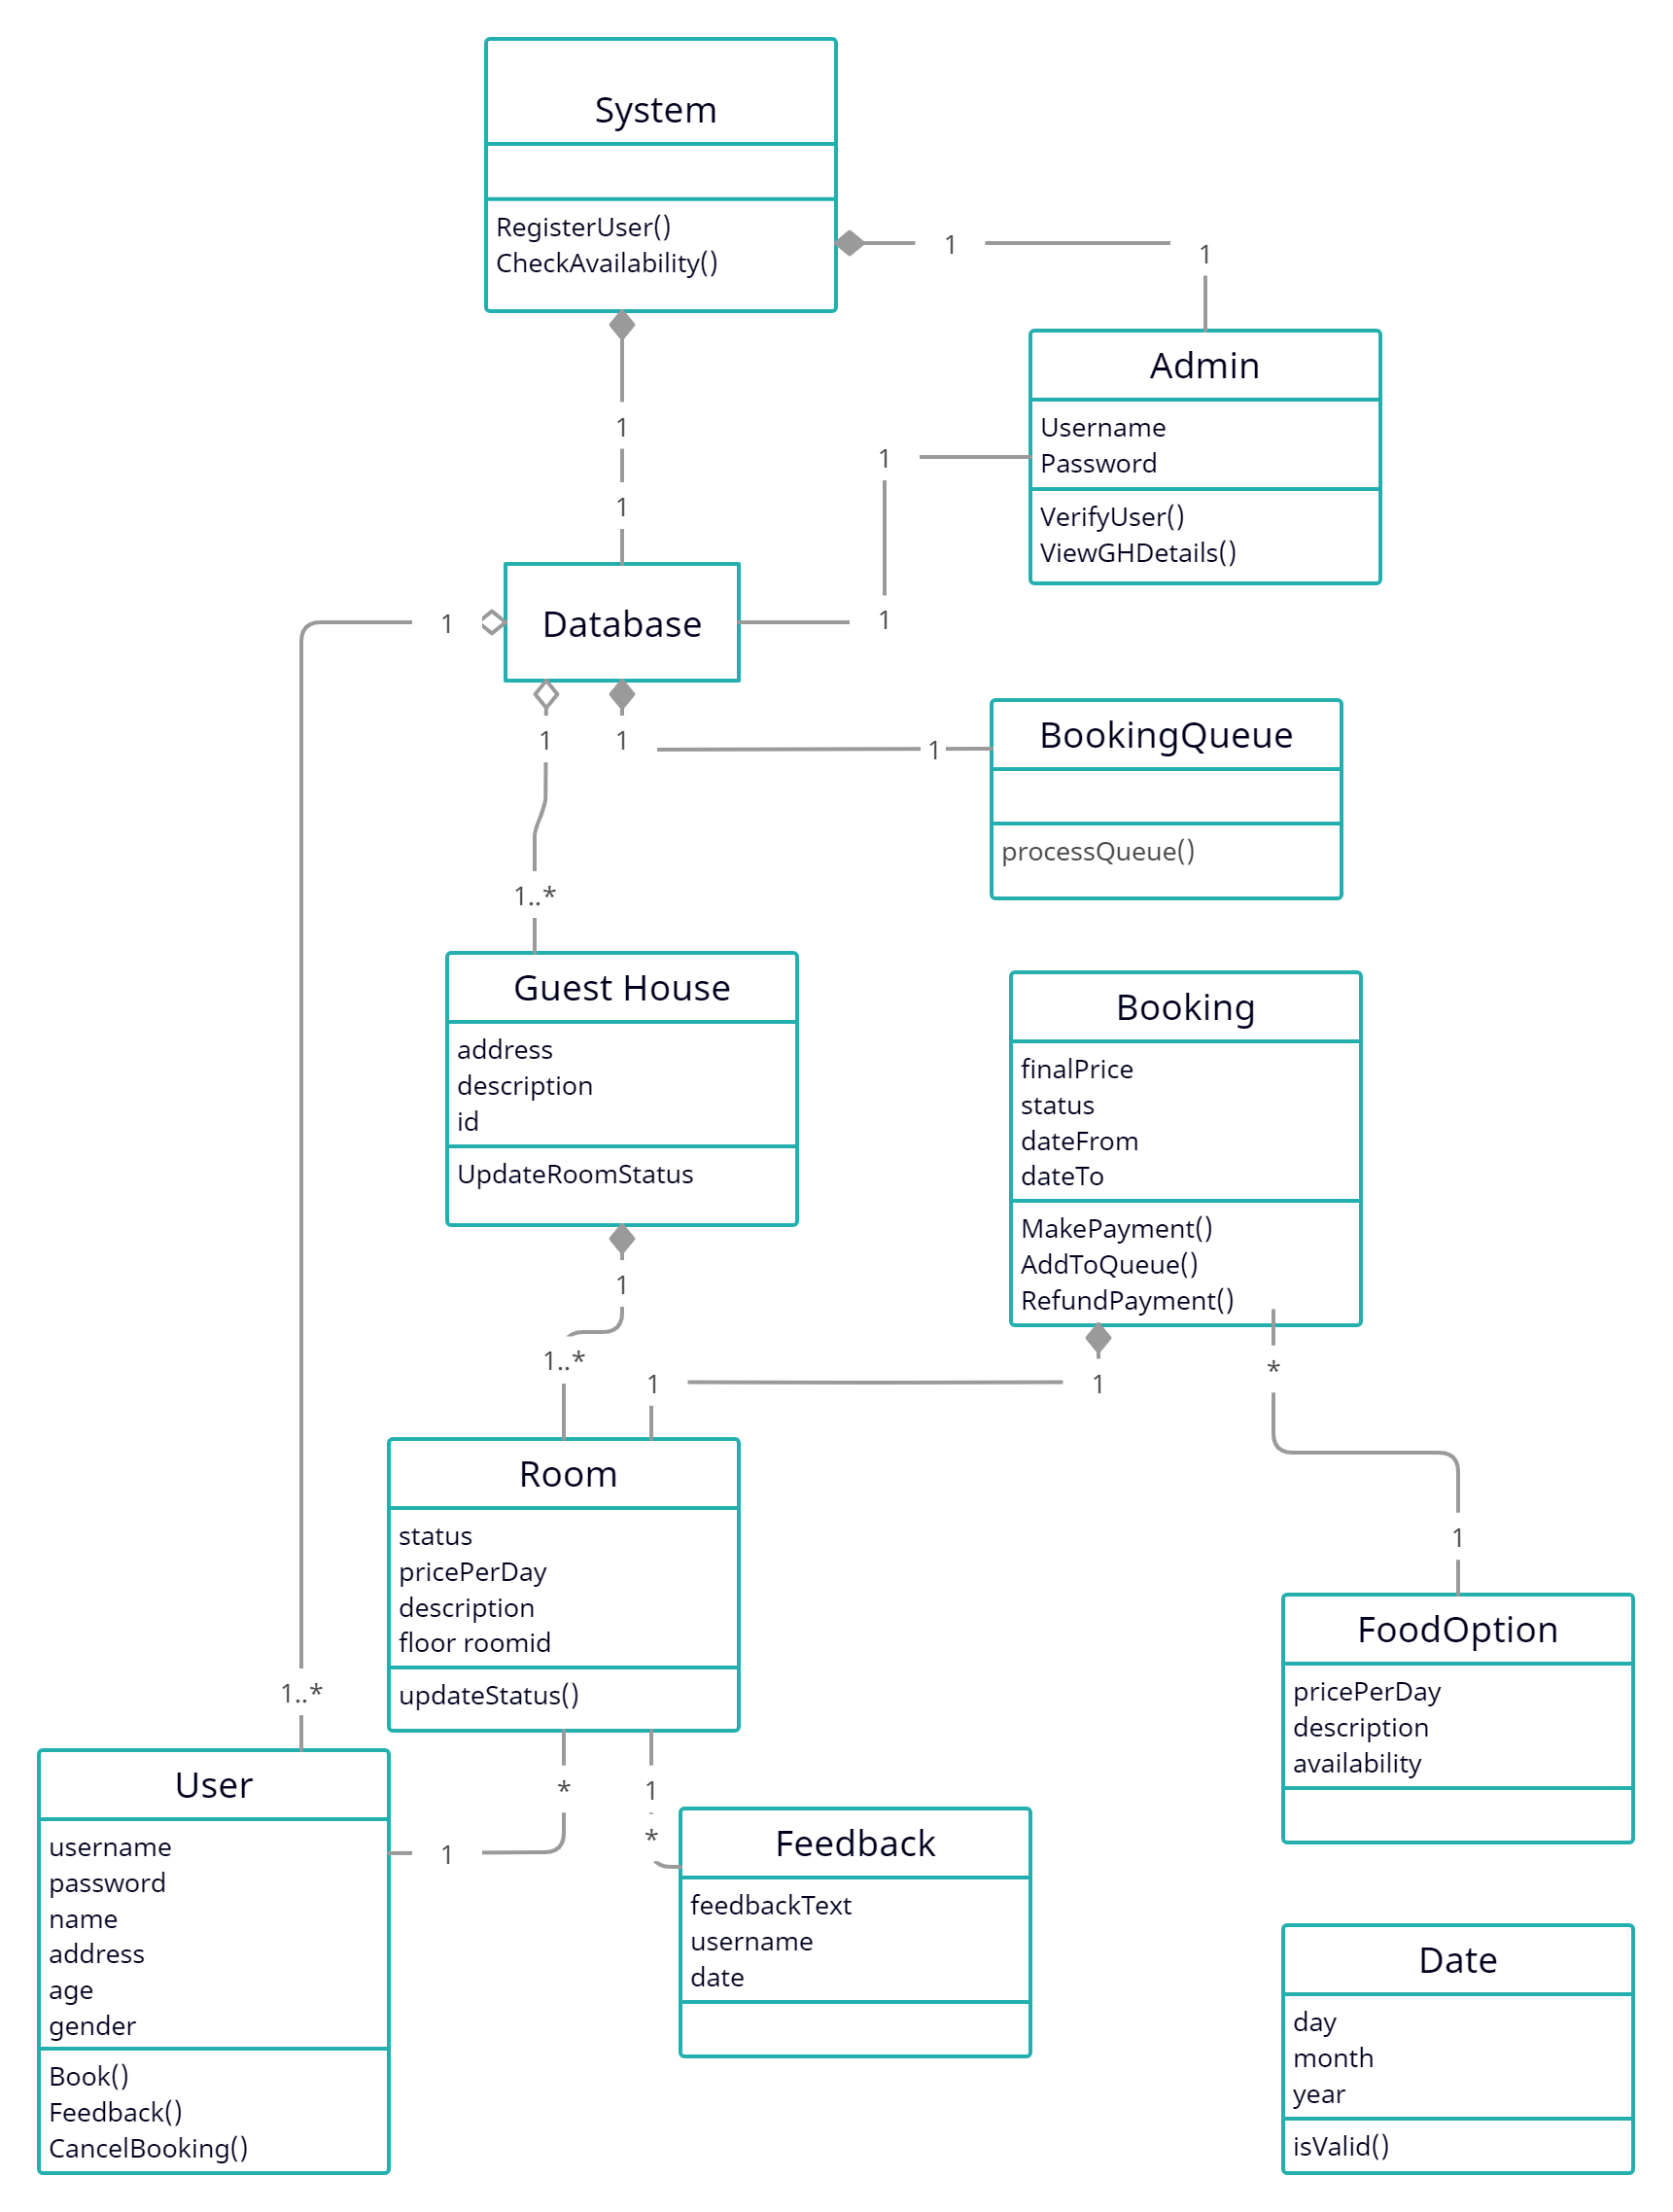 System
RegisterUser()
CheckAvailability()
1
1
Admin
Username
Password
VerifyUser()
ViewGHDetails()
1
1
1
1
Database
1
1..*
1
1..*
1
1
BookingQueue
processQueue()
Guest House
address
description
id
UpdateRoomStatus
Booking
finalPrice
status
dateFrom
dateTo
MakePayment()
AddToQueue()
RefundPayment()
1
1..*
1
1
*
1
Room
status
pricePerDay
description
floor roomid
updateStatus()
FoodOption
pricePerDay
description
availability
*
1
1
*
User
username
password
name
address
age
gender
Book()
Feedback()
CancelBooking()
Feedback
feedbackText
username
date
Date
day
month
year
isValid()